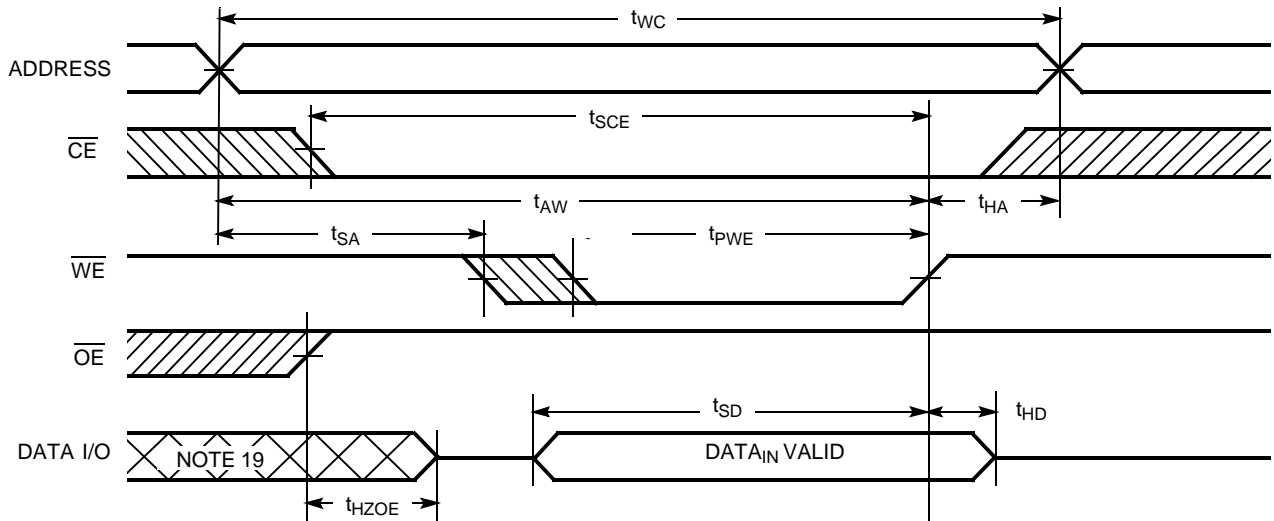 tWC
ADDRESS
tSCE
CE
tAW
tHA
tSA
tPWE
WE
OE
tSD
tHD
DATA I/O
NOTE 19
DATAIN VALID
tHZOE